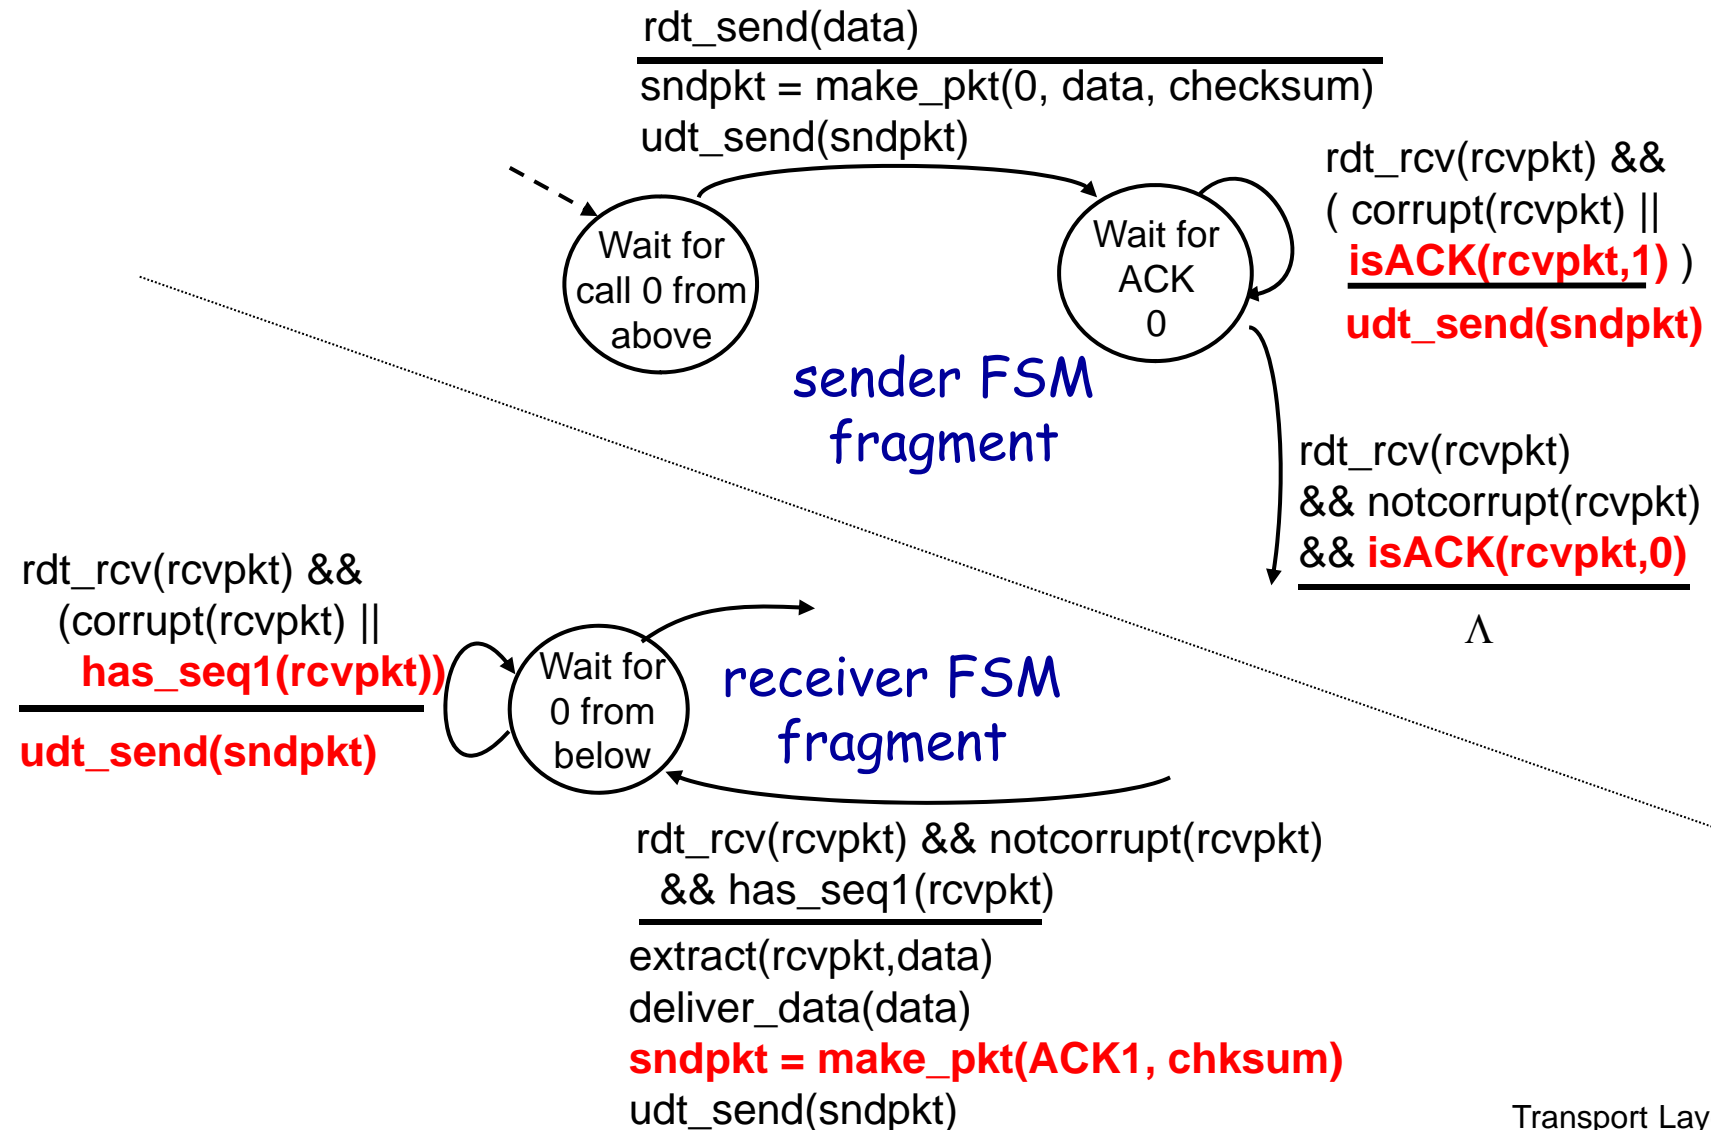 rdt_send(data)
sndpkt = make_pkt(0, data, checksum)
udt_send(sndpkt)
rdt_rcv(rcvpkt) &&
( corrupt(rcvpkt) ||
isACK(rcvpkt,1) )
udt_send(sndpkt)
Wait for
call 0 from
above
Wait for
ACK
0
sender FSM
fragment
rdt_rcv(rcvpkt)
&& notcorrupt(rcvpkt)
&& isACK(rcvpkt,0)
Λ
rdt_rcv(rcvpkt) &&
(corrupt(rcvpkt) ||
has_seq1(rcvpkt))
udt_send(sndpkt)
Wait for
0 from
below
receiver FSM
fragment
rdt_rcv(rcvpkt) && notcorrupt(rcvpkt)
&& has_seq1(rcvpkt)
extract(rcvpkt,data)
deliver_data(data)
sndpkt = make_pkt(ACK1, chksum)
udt_send(sndpkt)
Transport Lay